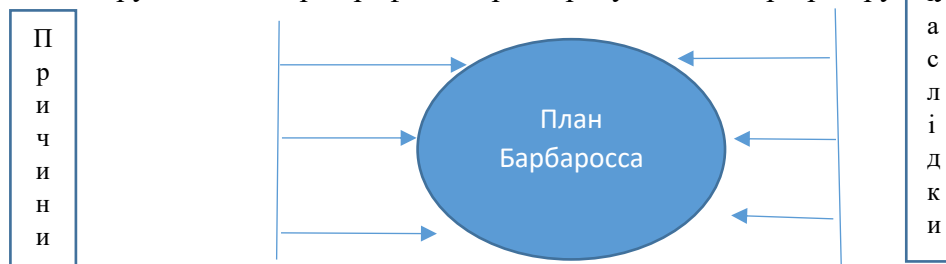 Причини
План
Барбаросса
аслідки